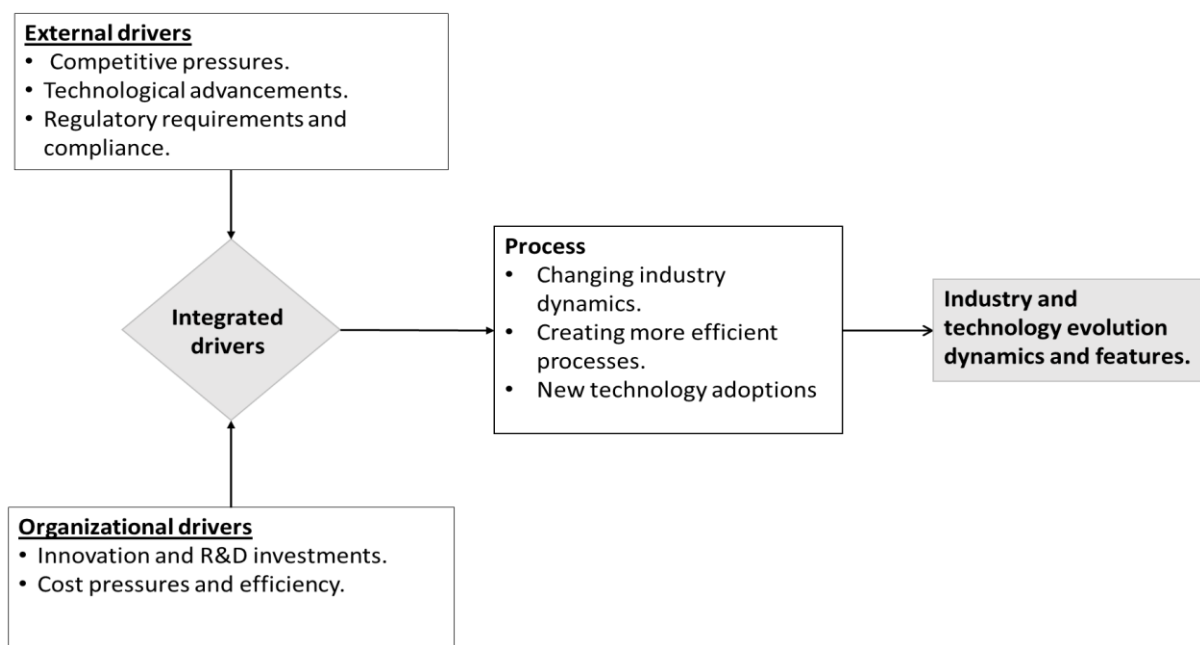 External drivers
• Competitive pressures.
• Technological advancements.
• Regulatory requirements and
compliance.
Integrated
drivers
Process
• Changing industry
dynamics.
• Creating more efficient
processes.
• New technology adoptions
Industry and
technology evolution
dynamics and features.
Organizational drivers
• Innovation and R&D investments.
• Cost pressures and efficiency.